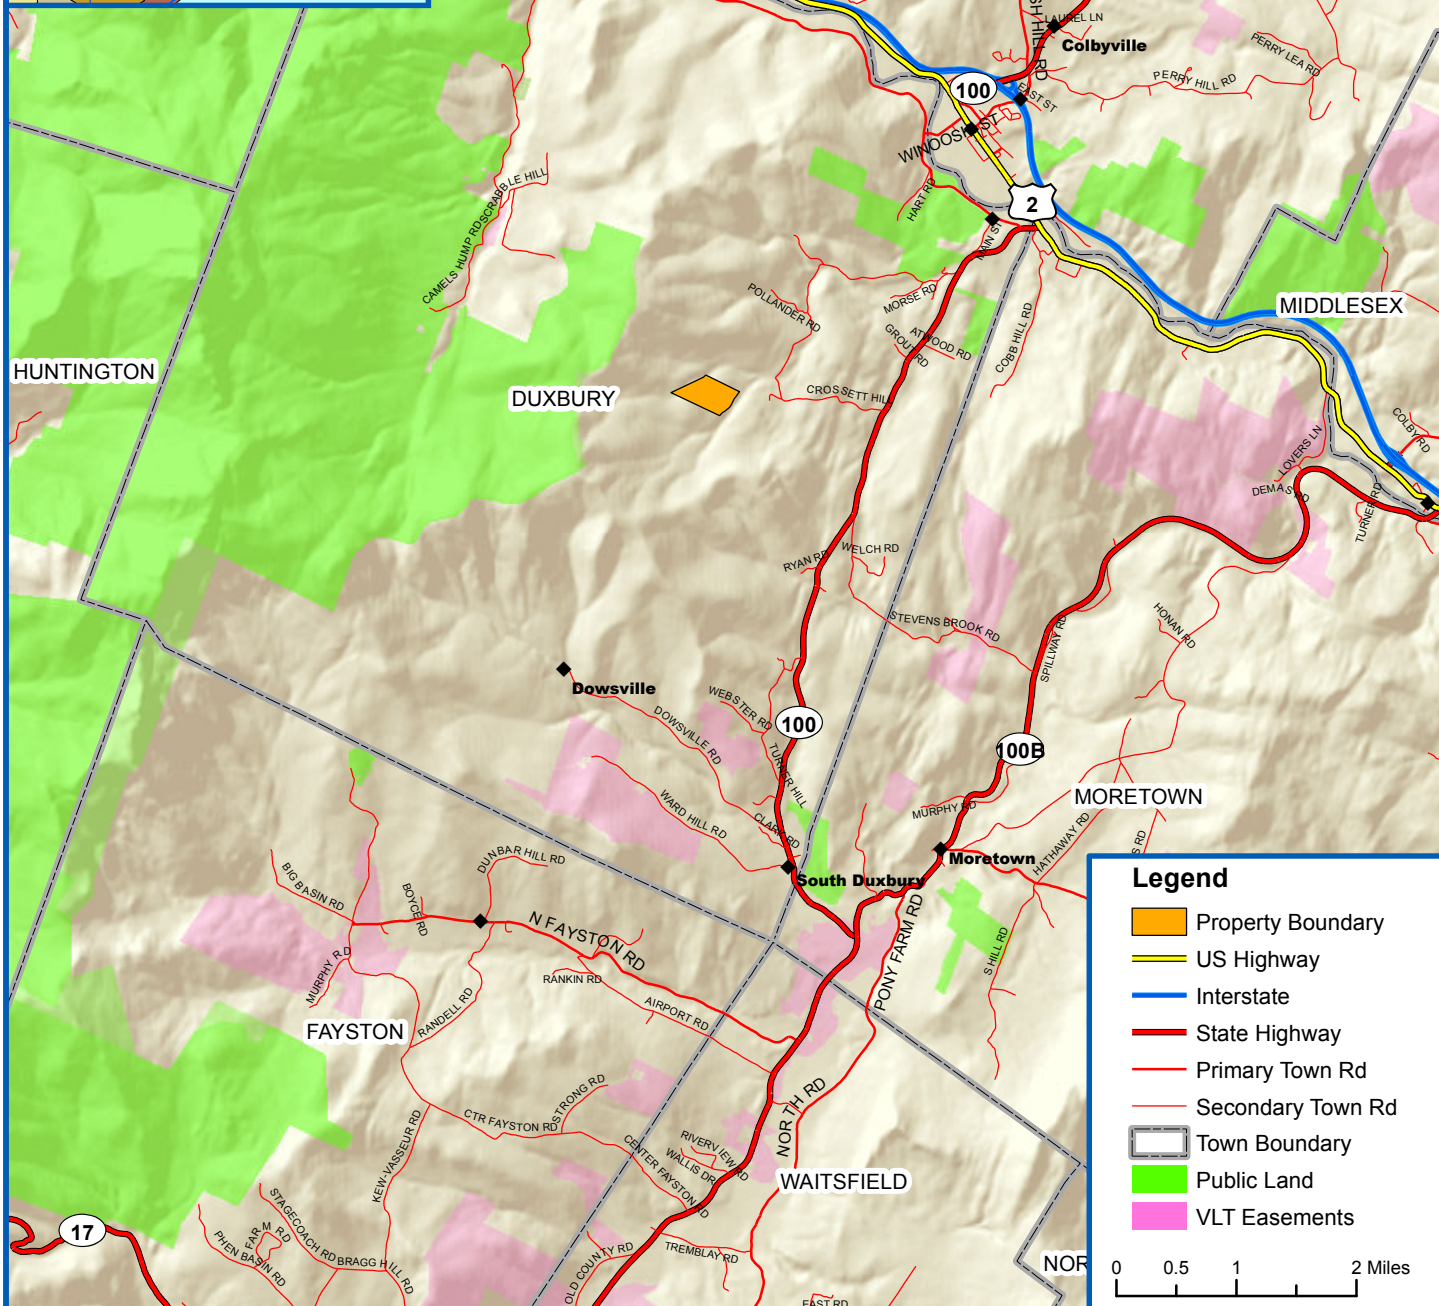 LAUREL LN
Colbyville
SH HILL RD
PERRY LEA RD
PERRY HILL RD
100
EAST ST
WINOOSKI ST
SCRABBLE HILL
CAMELS HUMP RD
HART RD
2
MAIN ST
MORSE RD
POLLANDER RD
ATWOOD RD
GROUT RD
COBB HILL RD
MIDDLESEX
HUNTINGTON
DUXBURY
CROSSETT HILL
COLBY RD
LOVERS LN
DEMAS RD
TURNER RD
RYAN RD
WELCH RD
STEVENS BROOK RD
HONAN RD
SPILLWAY RD
Dowsville
WEBSTER RD
DOWSVILLE RD
100
TURNER HILL
100B
MORETOWN
WARD HILL RD
CLARK RD
MURPHY RD
HATHAWAY RD
S RD
Moretown
South Duxbury
DUNBAR HILL RD
BIG BASIN RD
BOYCE RD
N FAYSTON RD
PONY FARM RD
S HILL RD
MURPHY RD
RANKIN RD
RANDELL RD
AIRPORT RD
FAYSTON
STRONG RD
CTR FAYSTON RD
NORTH RD
KEW-VASSEUR RD
CENTER FAYSTON RD
RIVERVIEW RD
WALLIS DR
WAITSFIELD
STAGECOACH RD
FARM RD
17
PHEN BASIN RD
BRAGG HILL RD
OLD COUNTY RD
TREMBLAY RD
EAST RD
NOR
Legend
Property Boundary
US Highway
Interstate
State Highway
Primary Town Rd
Secondary Town Rd
Town Boundary
Public Land
VLT Easements
0 0.5 1 2 Miles